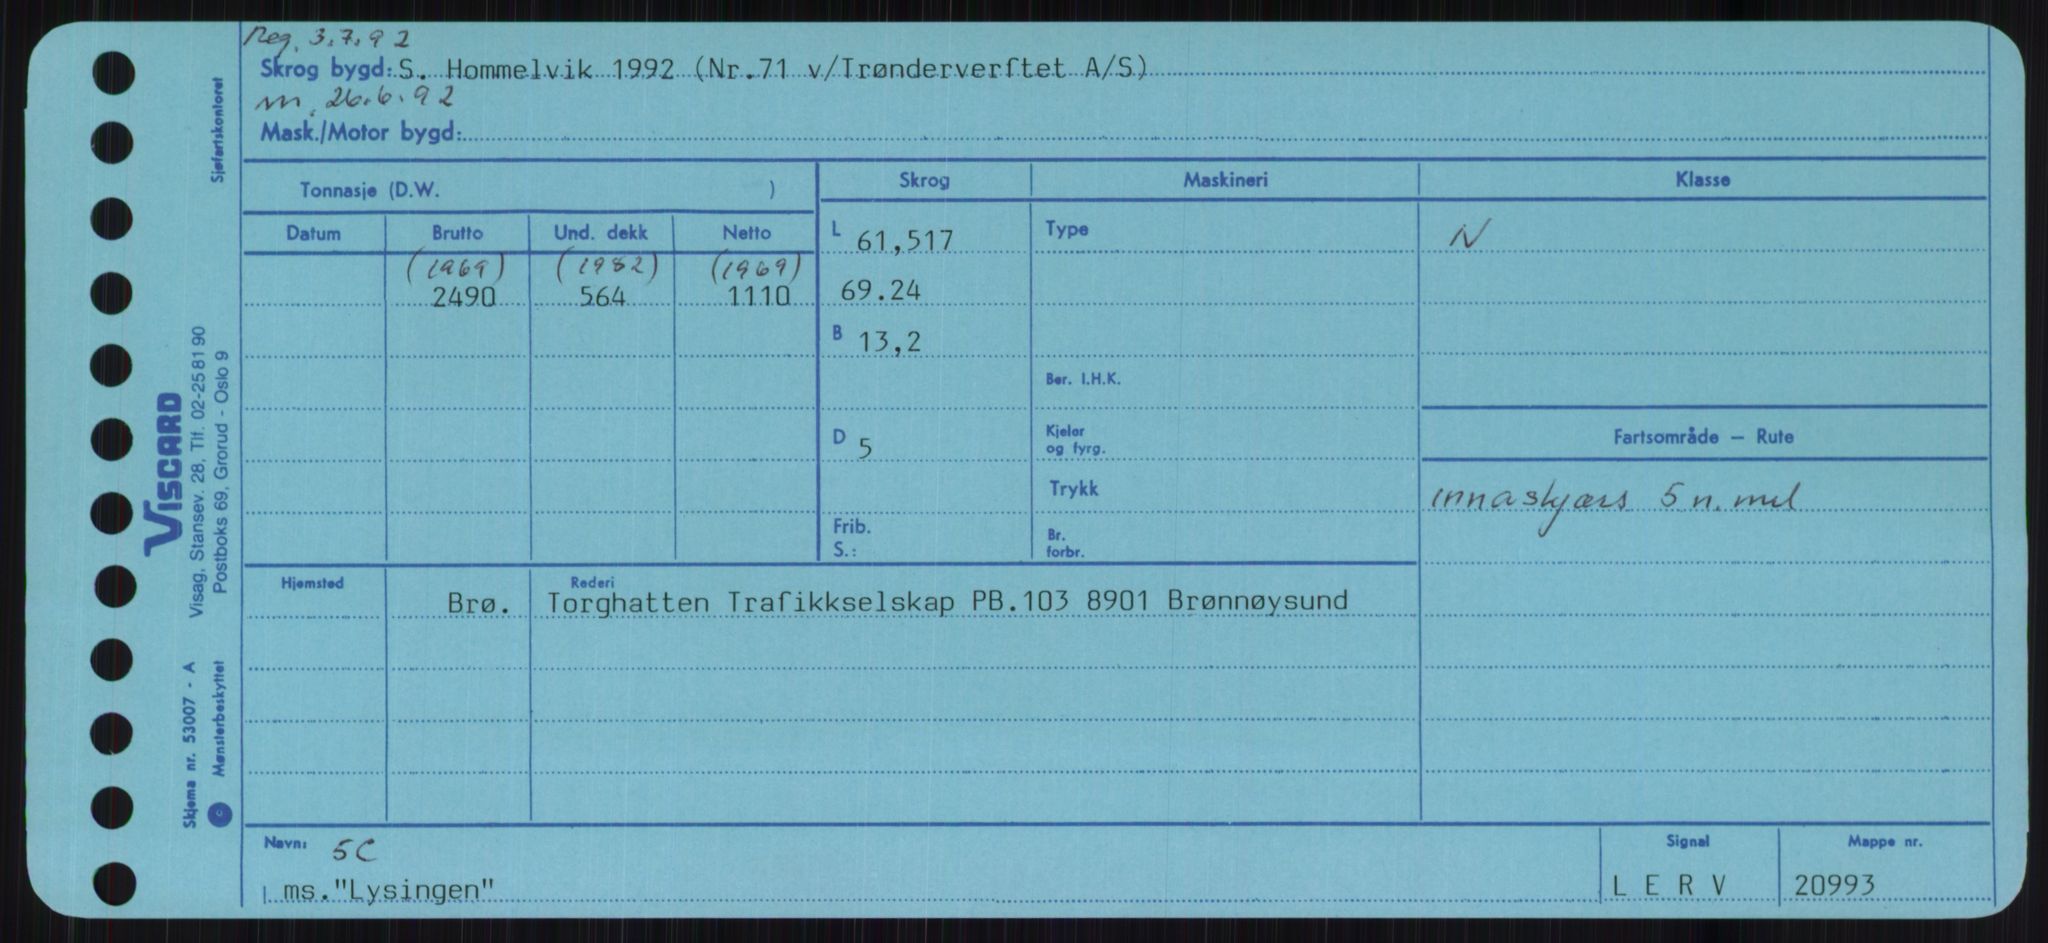 Reg. 3.7.92
Skrog bygd: S. Hommelvik 1992 (Nr.71 v/Trønderverftet A/S)
m. 26.6.92
Mask./Motor bygd:
Tonnasje (D.W. )
Skrog Maskineri Klasse
Datum Brutto Und. dekk Netto
L 61,517 Type N
(1969) (1982) (1969)
2490 564 1110 69.24
B 13,2
Ber. I.H.K.
D 5 Kjeler og fyrg.
Fartsområde – Rute
Trykk
innaskjærs 5 n. mil
Frib.
S.:
Br. forbr.
Hjemsted Rederi
Brø. Torghatten Trafikkselskap PB.103 8901 Brønnøysund
Navn: 5C Signal Mappe nr.
ms."Lysingen" L E R V 20993
Sjøfartskontoret
VISCARD
Visag, Stansev. 28, Tlf. 02-25 81 90
Postboks 69, Grorud - Oslo 9
Skjema nr. 53007 - A
© Mønsterbeskyttet